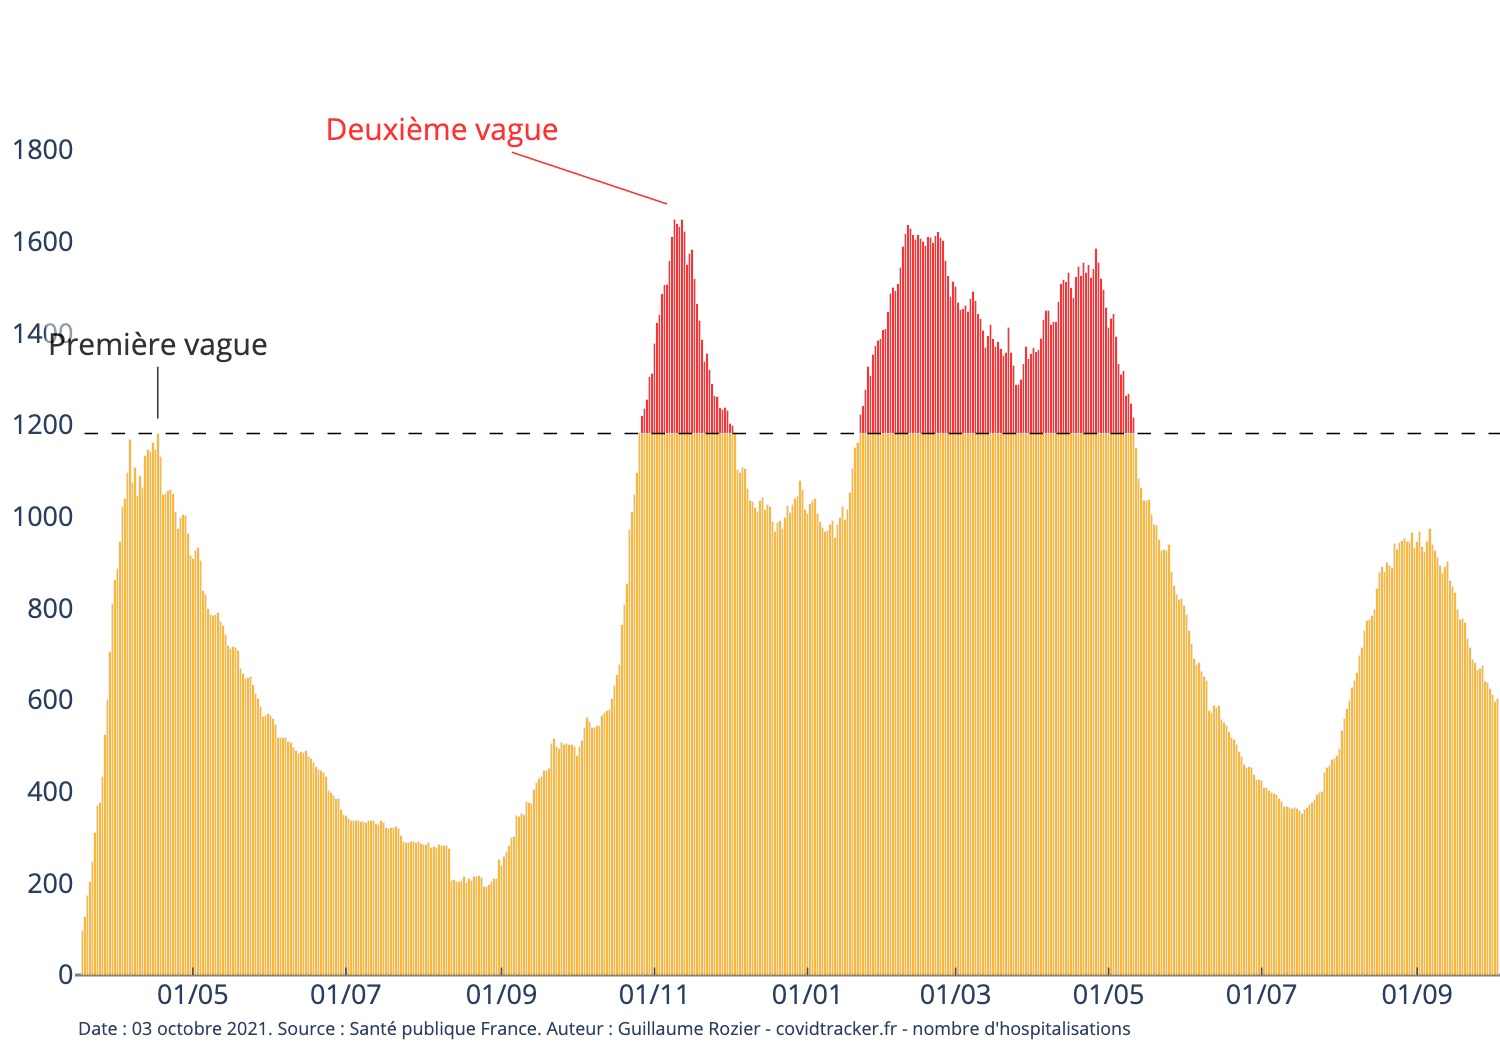 Deuxième vague
1800
1600
1400
Première vague
1200
1000
800
600
400
200
0
01/05 01/07 01/09 01/11 01/01 01/03 01/05 01/07 01/09
Date : 03 octobre 2021. Source : Santé publique France. Auteur : Guillaume Rozier - covidtracker.fr - nombre d'hospitalisations